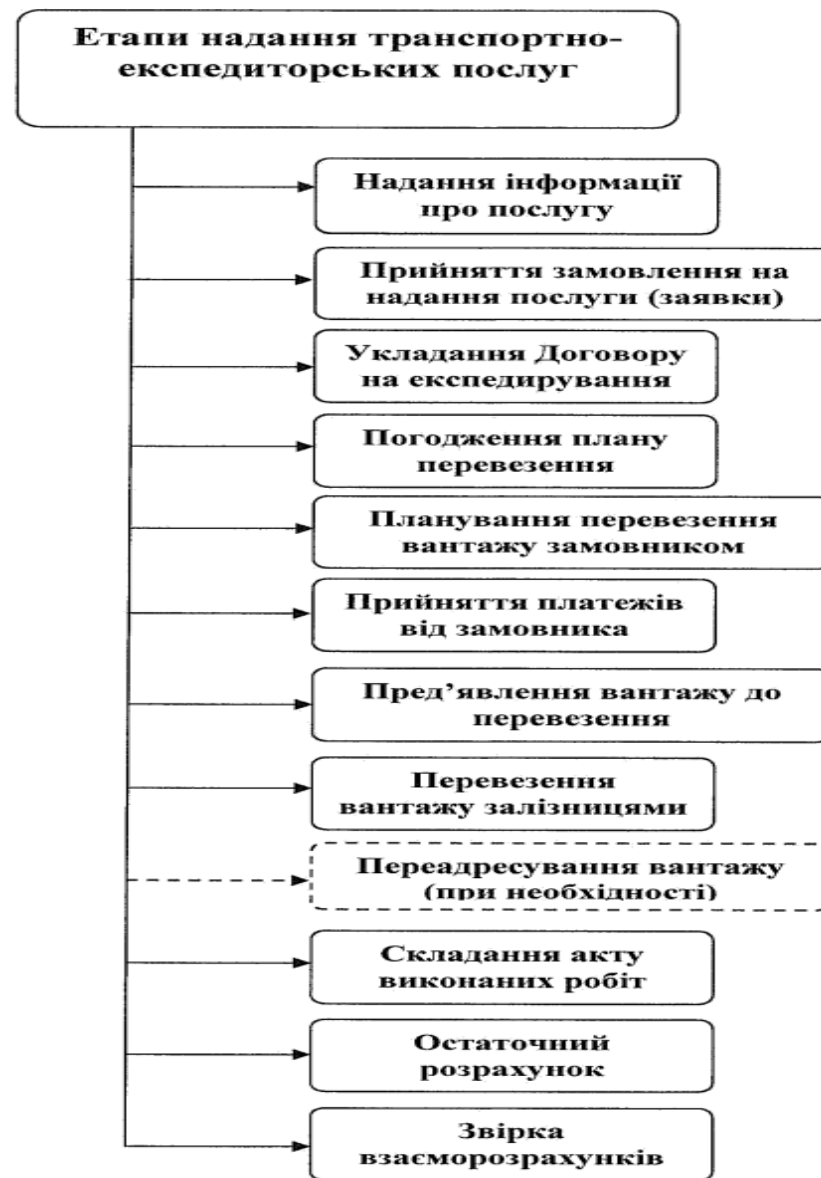 Етапи надання транспортно-
експедиторських послуг
Надання інформації
про послугу
Прийняття замовлення на
надання послуги (заявки)
Укладання Договору
на експедирування
Погодження плану
перевезення
Планування перевезення
вантажу замовником
Прийняття платежів
від замовника
Пред’явлення вантажу до
перевезення
Перевезення
вантажу залізницями
Переадресування вантажу
(при необхідності)
Складання акту
виконаних робіт
Остаточний
розрахунок
Звірка
взаєморозрахунків